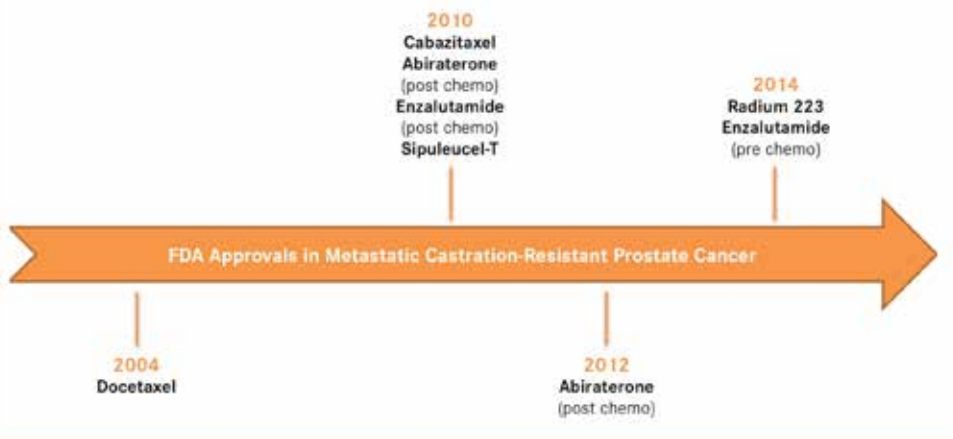 2010
Cabazitaxel
Abiraterone
(post chemo)
Enzalutamide
(post chemo)
Sipuleucel-T
2014
Radium 223
Enzalutamide
(pre chemo)
FDA Approvals in Metastatic Castration-Resistant Prostate Cancer
2004
Docetaxel
2012
Abiraterone
(post chemo)